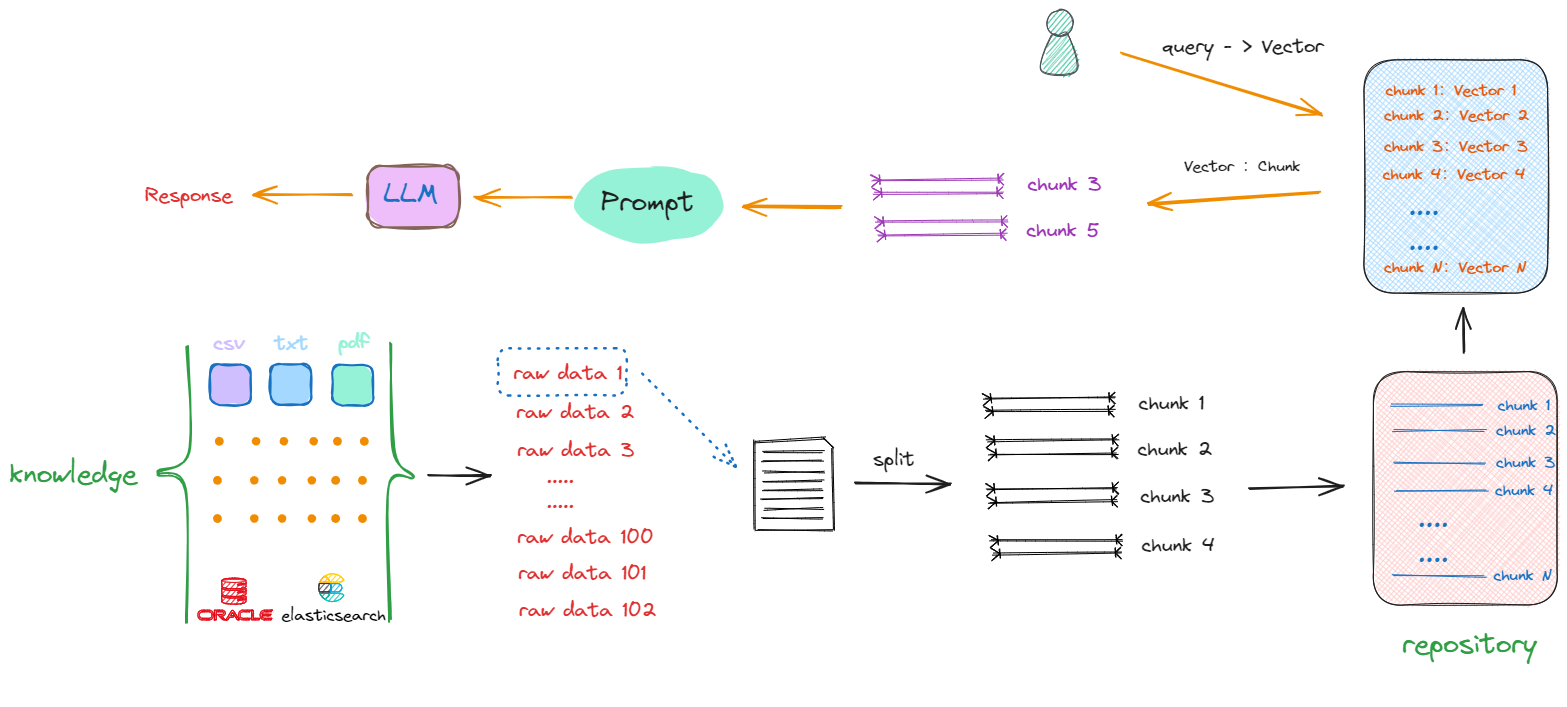 query - > Vector
chunk 1: Vector 1
chunk 2: Vector 2
chunk 3: Vector 3
chunk 4: Vector 4
....
....
chunk N: Vector N
Vector : Chunk
chunk 3
chunk 5
Prompt
LLM
Response
knowledge
csv
txt
pdf
ORACLE
elasticsearch
raw data 1
raw data 2
raw data 3
.....
.....
raw data 100
raw data 101
raw data 102
split
chunk 1
chunk 2
chunk 3
chunk 4
chunk 1
chunk 2
chunk 3
chunk 4
....
....
chunk N
repository